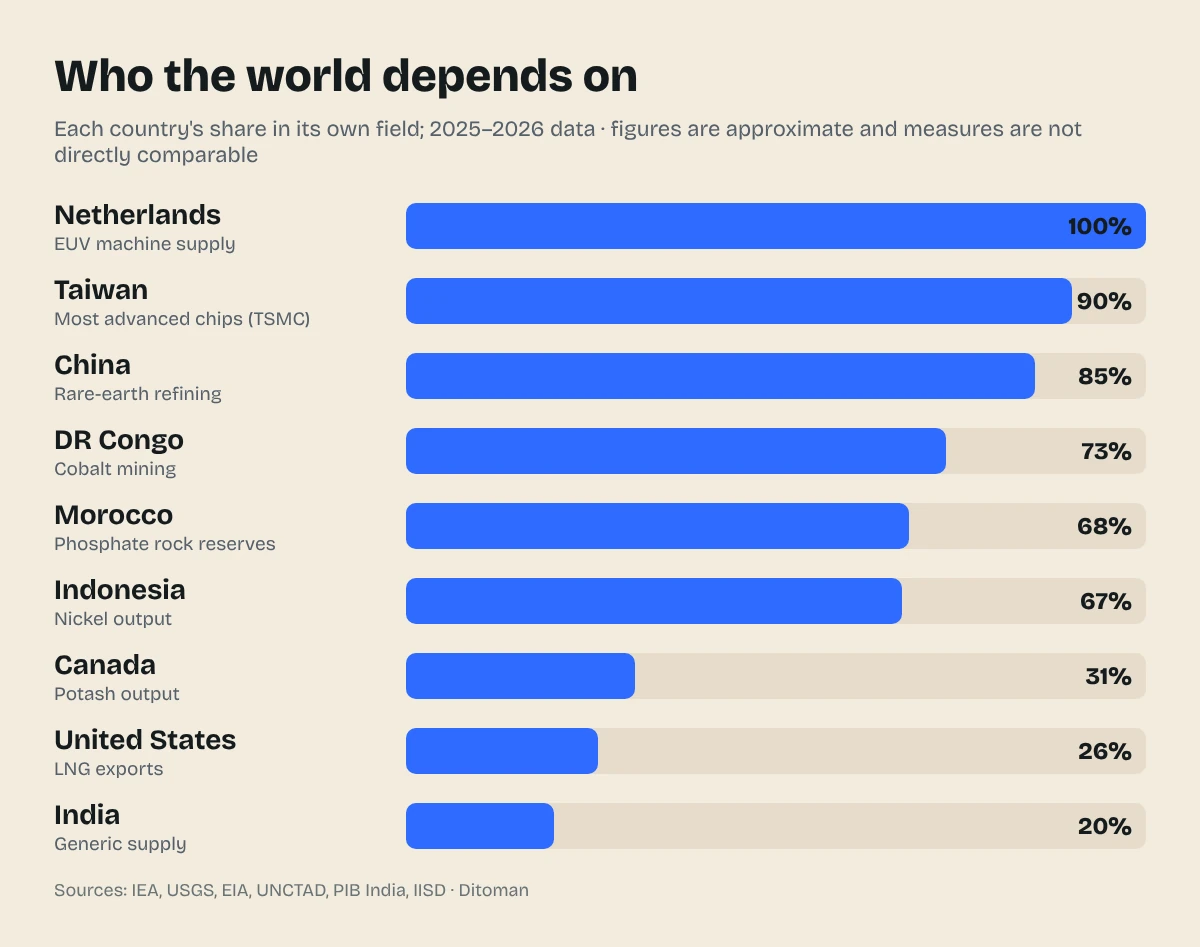 Who the world depends on
Each country's share in its own field; 2025–2026 data · figures are approximate and measures are not
directly comparable
Netherlands
EUV machine supply
100%
Taiwan
Most advanced chips (TSMC)
90%
China
Rare-earth refining
85%
DR Congo
Cobalt mining
73%
Morocco
Phosphate rock reserves
68%
Indonesia
Nickel output
67%
Canada
Potash output
31%
United States
LNG exports
26%
India
Generic supply
20%
Sources: IEA, USGS, EIA, UNCTAD, PIB India, IISD · Ditoman